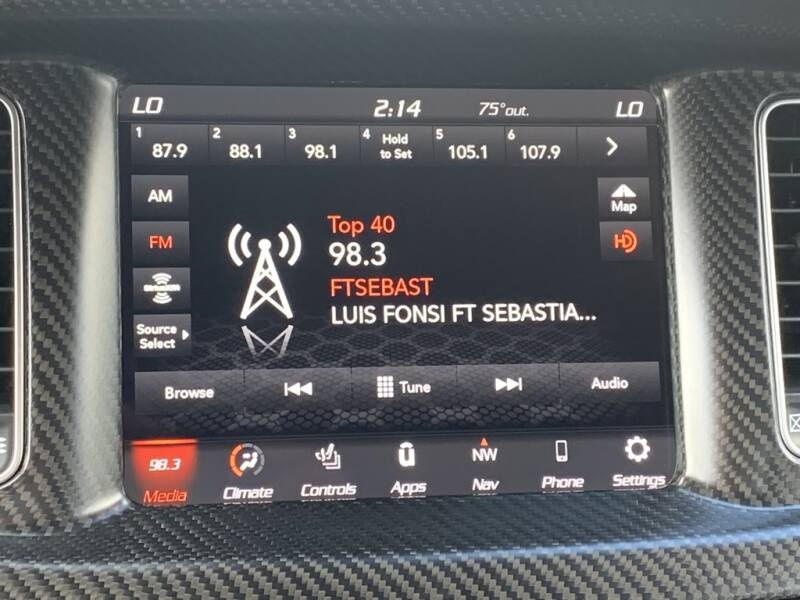 LO 2:14 75°out. LO
1 87.9 2 88.1 3 98.1 4 Hold to Set 5 105.1 6 107.9
AM
Map
FM
HD
Top 40
98.3
SiriusXM
FTSEBAST
LUIS FONSI FT SEBASTIA...
Source
Select
Browse Tune Audio
98.3 NW
Media Climate Controls Apps Nav Phone Settings